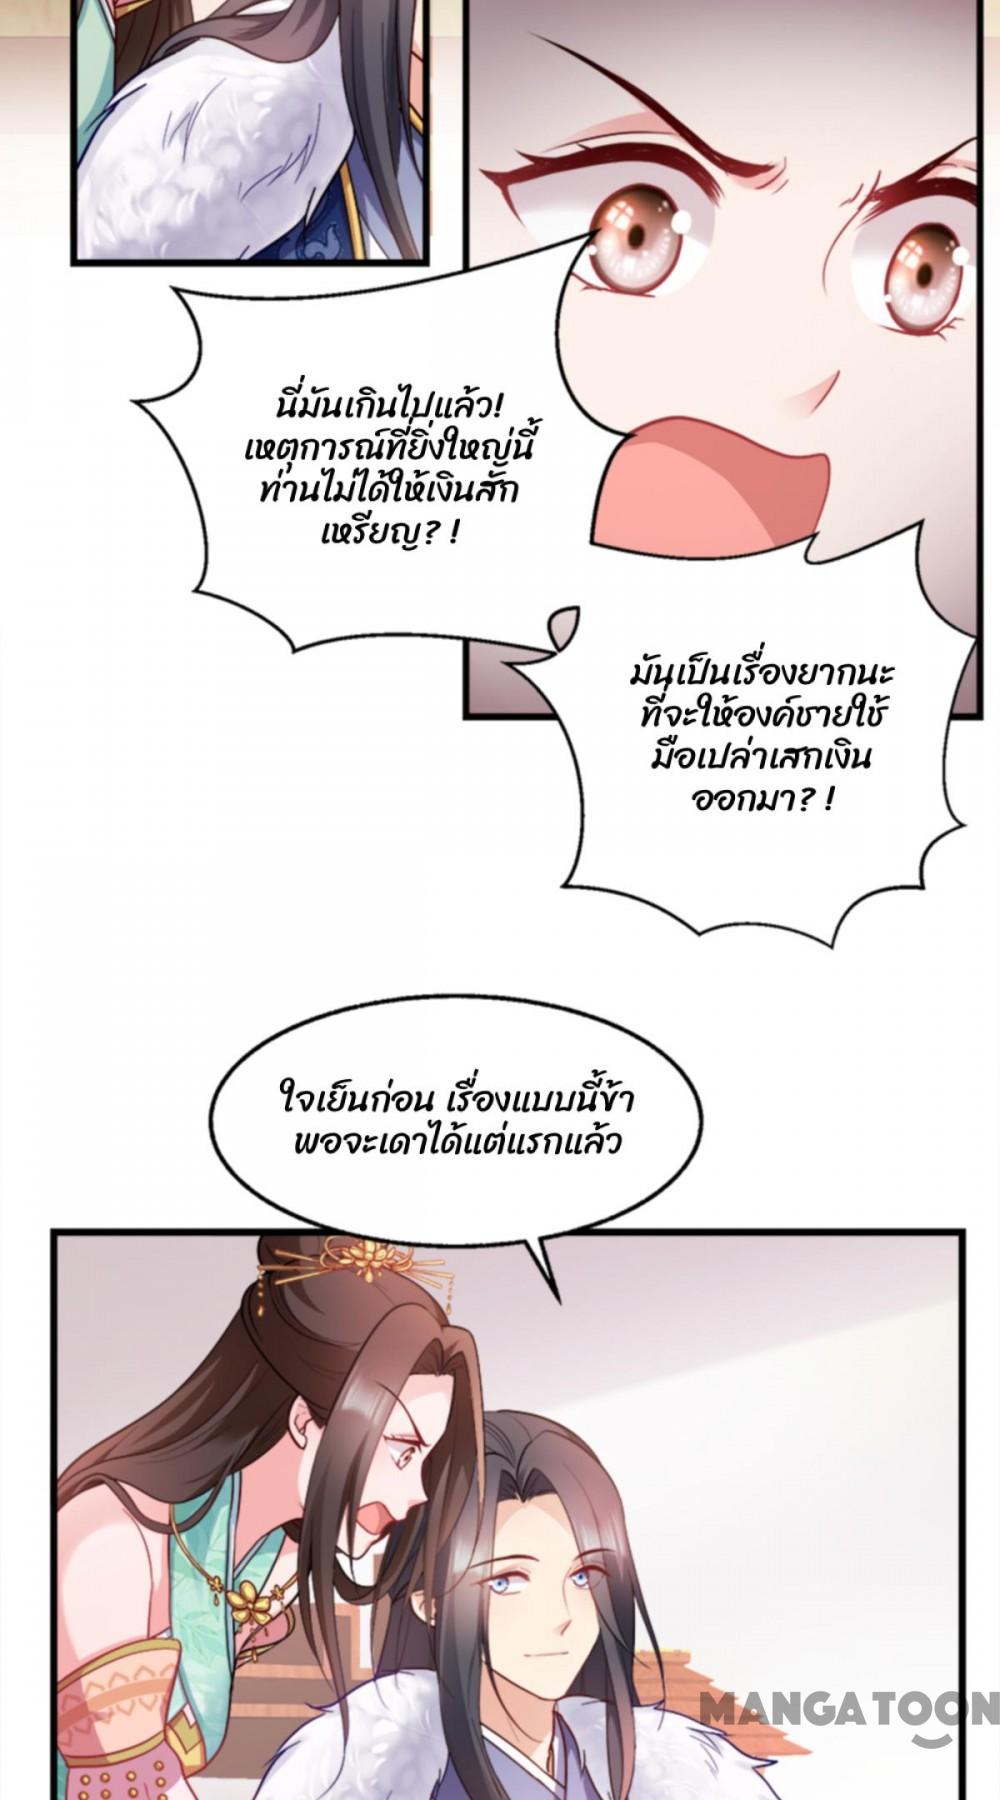 นี่มันเกินไปแล้ว!
เหตุการณ์ที่ยิ่งใหญ่นี้
ท่านไม่ได้ให้เงินสัก
เหรียญ?!
มันเป็นเรื่องยากนะ
ที่จะให้องค์ชายใช้
มือเปล่าเสกเงิน
ออกมา?!
ใจเย็นก่อน เรื่องแบบนี้ข้า
พอจะเดาได้แต่แรกแล้ว
MANGATOON